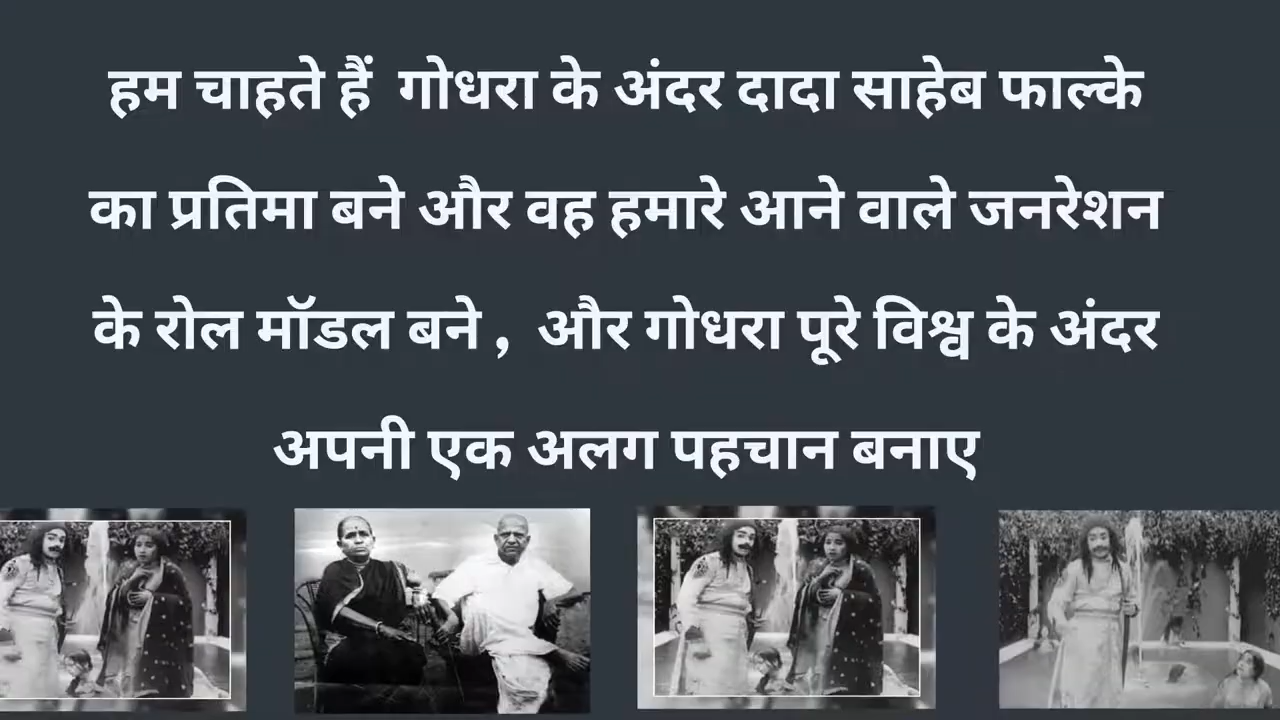 हम चाहते हैं गोधरा के अंदर दादा साहेब फाल्के
का प्रतिमा बने और वह हमारे आने वाले जनरेशन
के रोल मॉडल बने , और गोधरा पूरे विश्व के अंदर
अपनी एक अलग पहचान बनाए